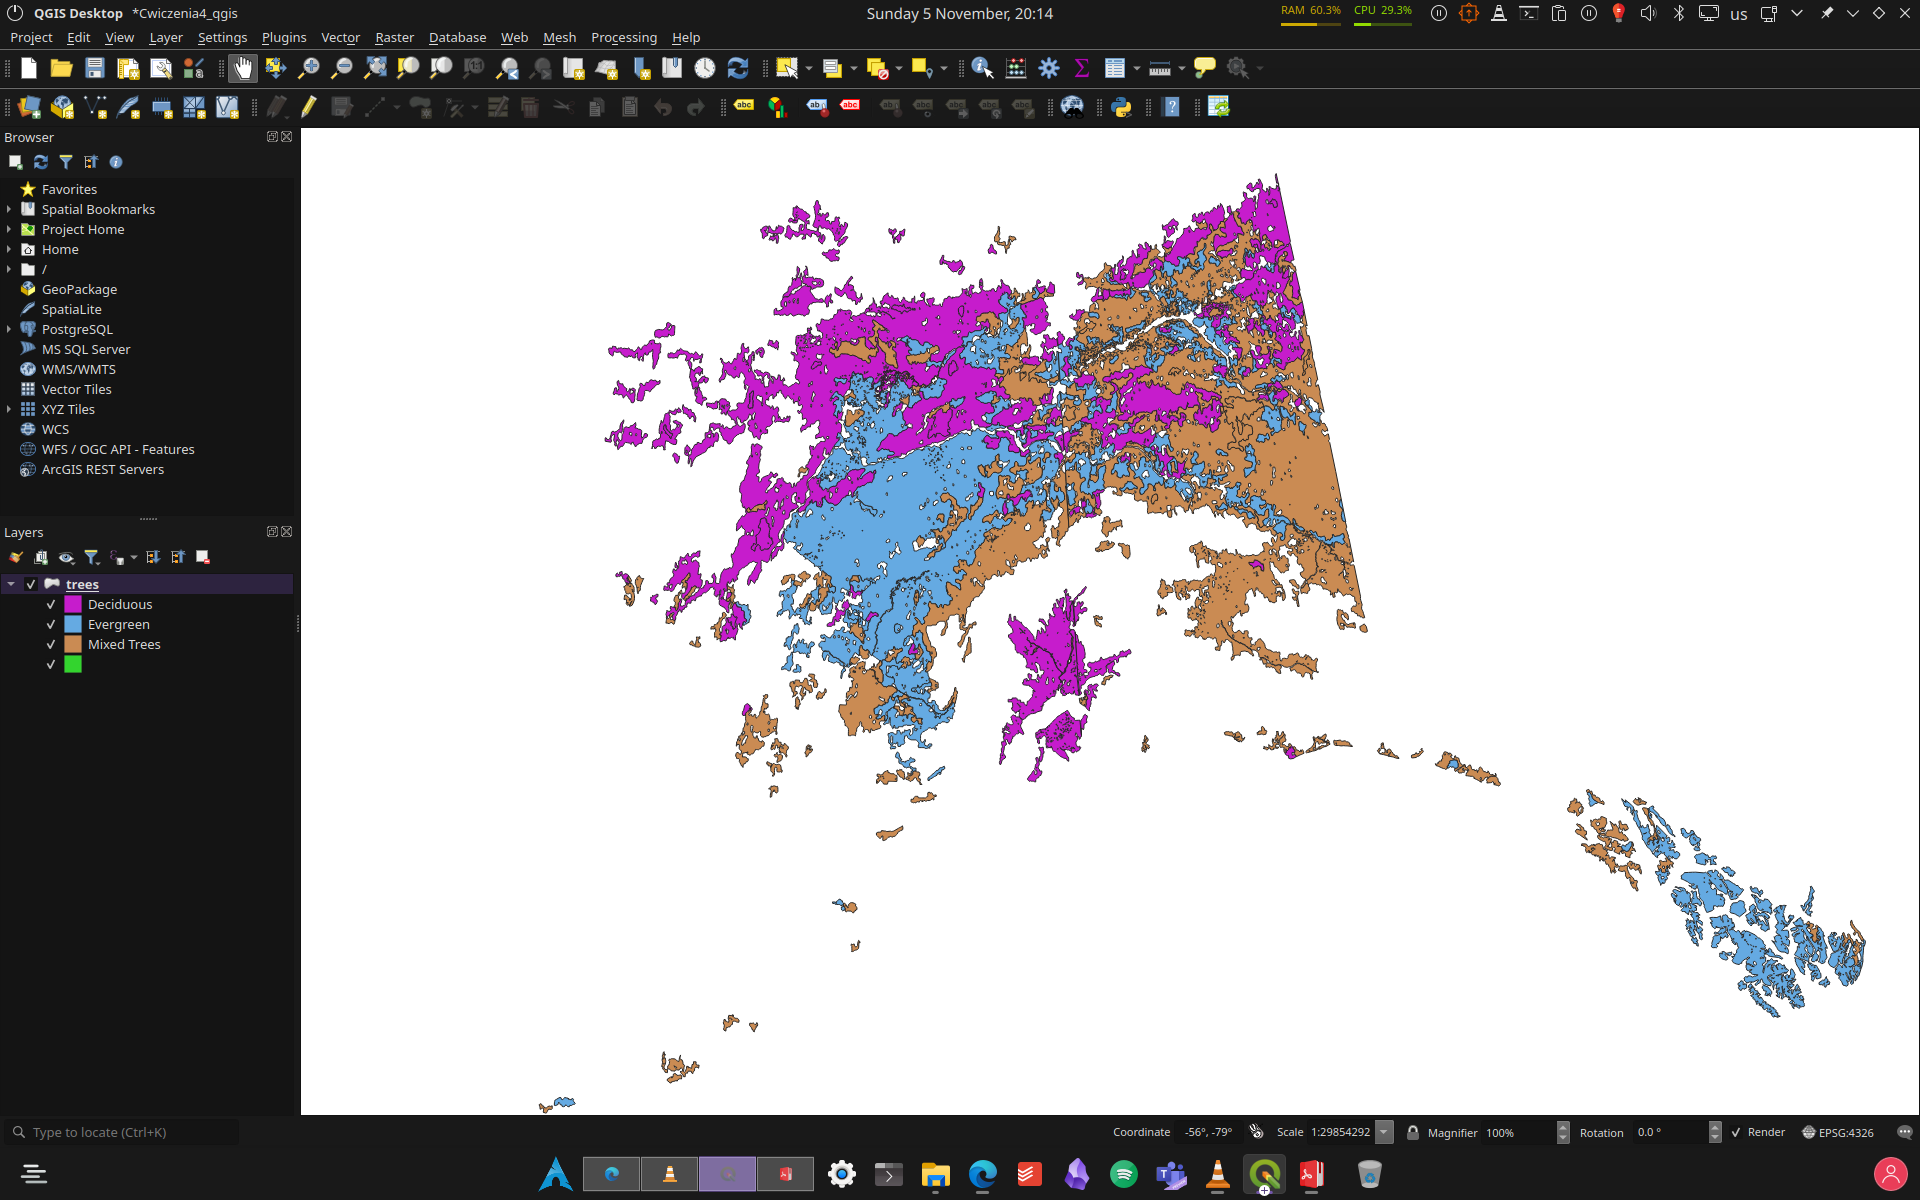 QGIS Desktop *Cwiczenia4_qgis
Sunday 5 November, 20:14
RAM 60.3% CPU 29.3%
us
Project Edit View Layer Settings Plugins Vector Raster Database Web Mesh Processing Help
abc abc abc
Browser
Favorites
Spatial Bookmarks
Project Home
Home
/
GeoPackage
SpatiaLite
PostgreSQL
MS SQL Server
WMS/WMTS
Vector Tiles
XYZ Tiles
WCS
WFS / OGC API - Features
ArcGIS REST Servers
Layers
trees
Deciduous
Evergreen
Mixed Trees
Type to locate (Ctrl+K)
Coordinate -56°, -79° Scale 1:29854292 Magnifier 100% Rotation 0.0 ° Render EPSG:4326